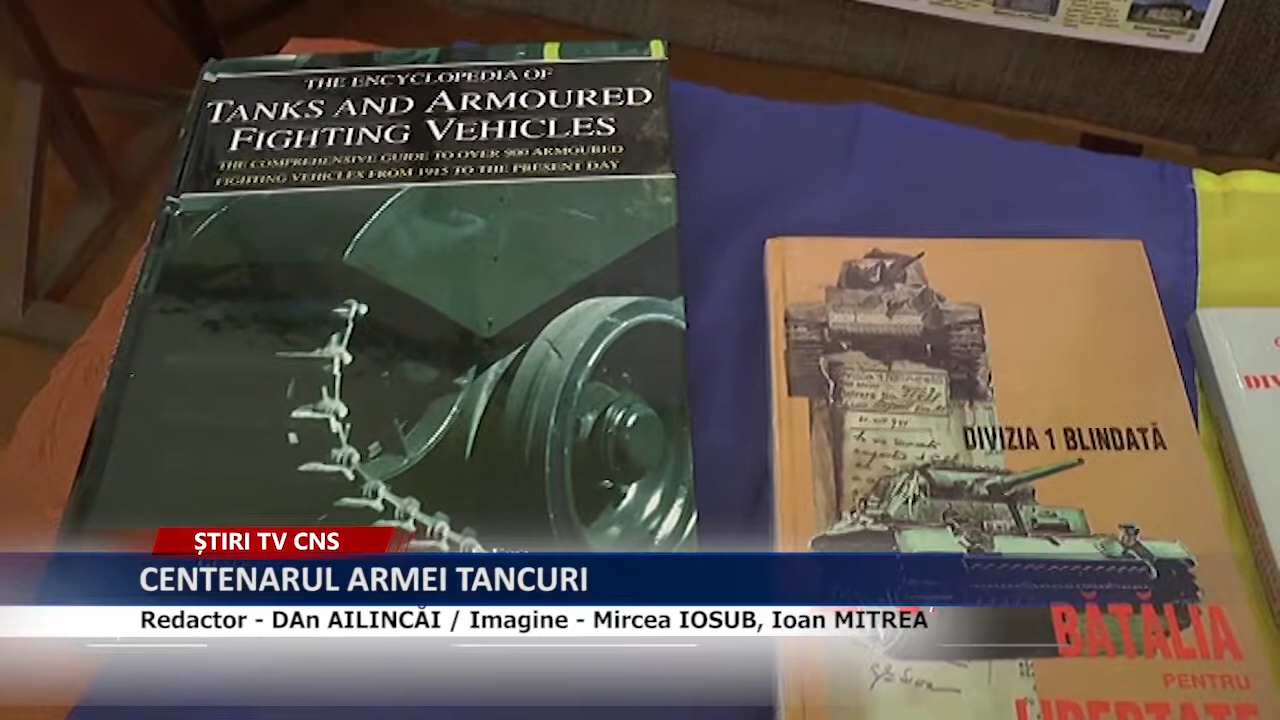 THE ENCYCLOPEDIA OF
TANKS AND ARMOURED
FIGHTING VEHICLES
THE COMPREHENSIVE GUIDE TO OVER 900 ARMOURED
FIGHTING VEHICLES FROM 1915 TO THE PRESENT DAY
DIVIZIA 1 BLINDATĂ
BĂTĂLIA
PENTRU
LIBERTATE
DIV
ȘTIRI TV CNS
CENTENARUL ARMEI TANCURI
Redactor - DAn AILINCĂI / Imagine - Mircea IOSUB, Ioan MITREA